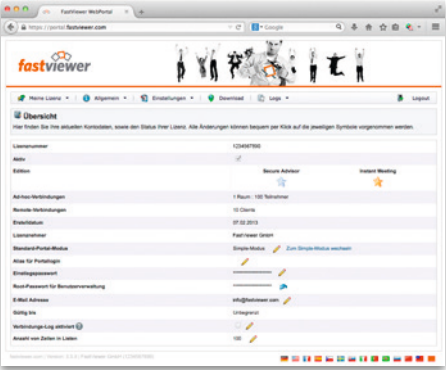 FastViewer WebPortal
https://portal.fastviewer.com
Google
fastviewer
Meine Lizenz
Allgemein
Einstellungen
Download
Logs
Logout
Übersicht
Hier finden Sie Ihre aktuellen Kontodaten, sowie den Status Ihrer Lizenz. Alle Änderungen können bequem per Klick auf die jeweiligen Symbole vorgenommen werden.
Lizenznummer 1234567890
Aktiv
Edition Secure Advisor Instant Meeting
Ad-hoc-Verbindungen 1 Raum : 100 Teilnehmer
Remote-Verbindungen 10 Clients
Erstelldatum 07.02.2013
Lizenznehmer FastViewer GmbH
Standard-Portal-Modus Simple-Modus Zum Simple-Modus wechseln
Alias für Portallogin
Einstiegspasswort
Root-Passwort für Benutzerverwaltung
E-Mail Adresse info@fastviewer.com
Gültig bis Unbegrenzt
Verbindungs-Log aktiviert
Anzahl von Zeilen in Listen 100